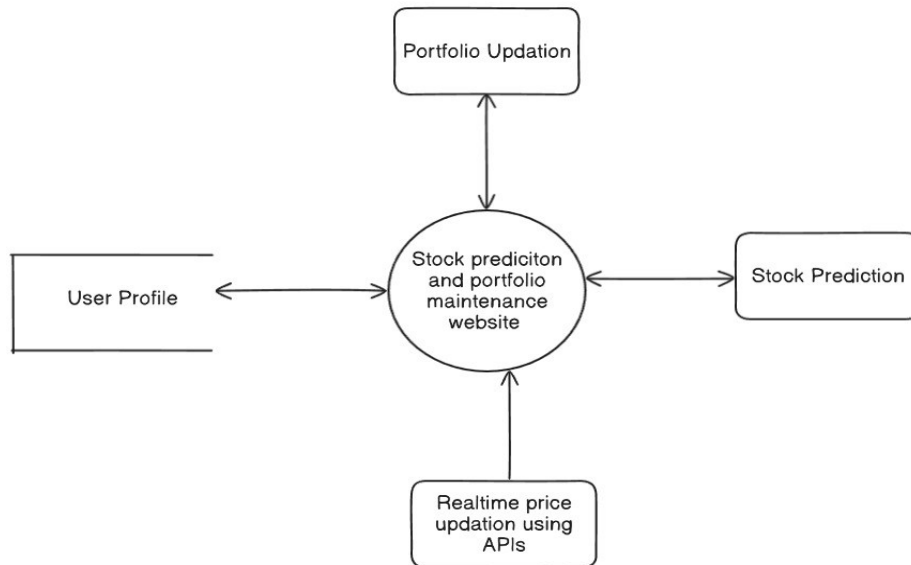 Portfolio Updation
Stock prediciton
and portfolio
maintenance
website
User Profile
Stock Prediction
Realtime price
updation using
APIs